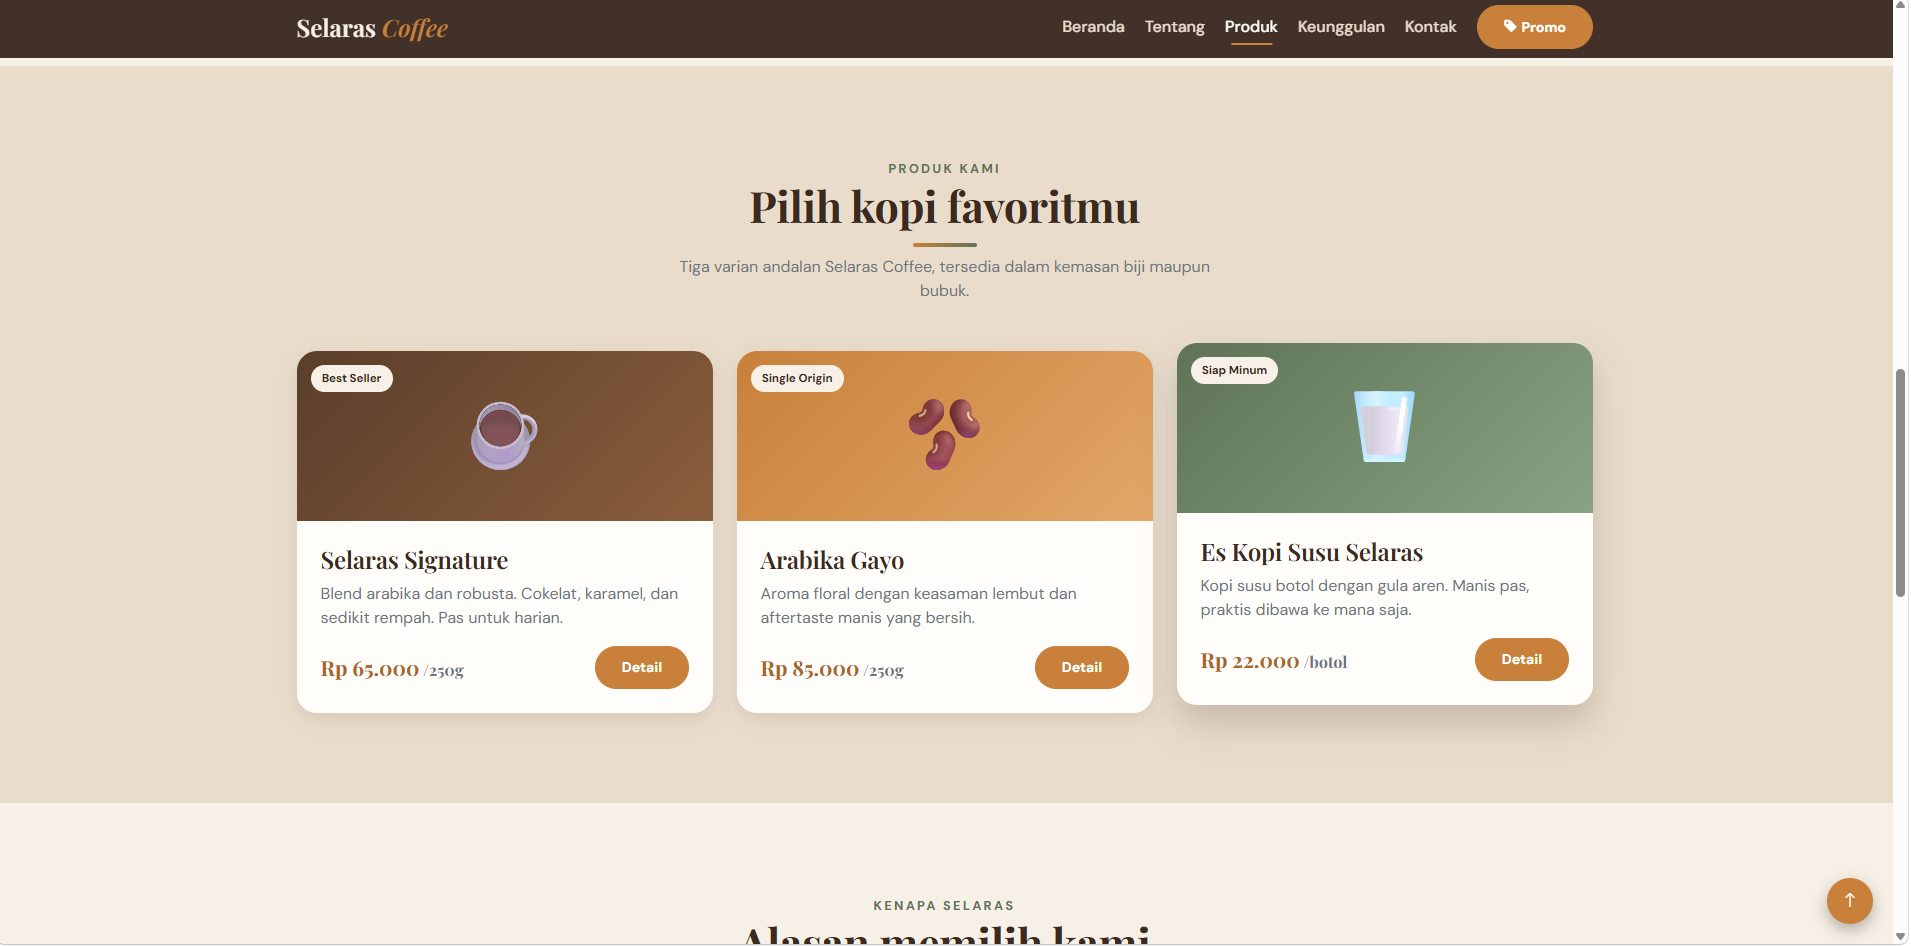 Selaras Coffee
Beranda Tentang Produk Keunggulan Kontak Promo
PRODUK KAMI
Pilih kopi favoritmu
Tiga varian andalan Selaras Coffee, tersedia dalam kemasan biji maupun
bubuk.
Best Seller
Selaras Signature
Blend arabika dan robusta. Cokelat, karamel, dan
sedikit rempah. Pas untuk harian.
Rp 65.000 /250g
Detail
Single Origin
Arabika Gayo
Aroma floral dengan keasaman lembut dan
aftertaste manis yang bersih.
Rp 85.000 /250g
Detail
Siap Minum
Es Kopi Susu Selaras
Kopi susu botol dengan gula aren. Manis pas,
praktis dibawa ke mana saja.
Rp 22.000 /botol
Detail
KENAPA SELARAS
Alasan memilih kami